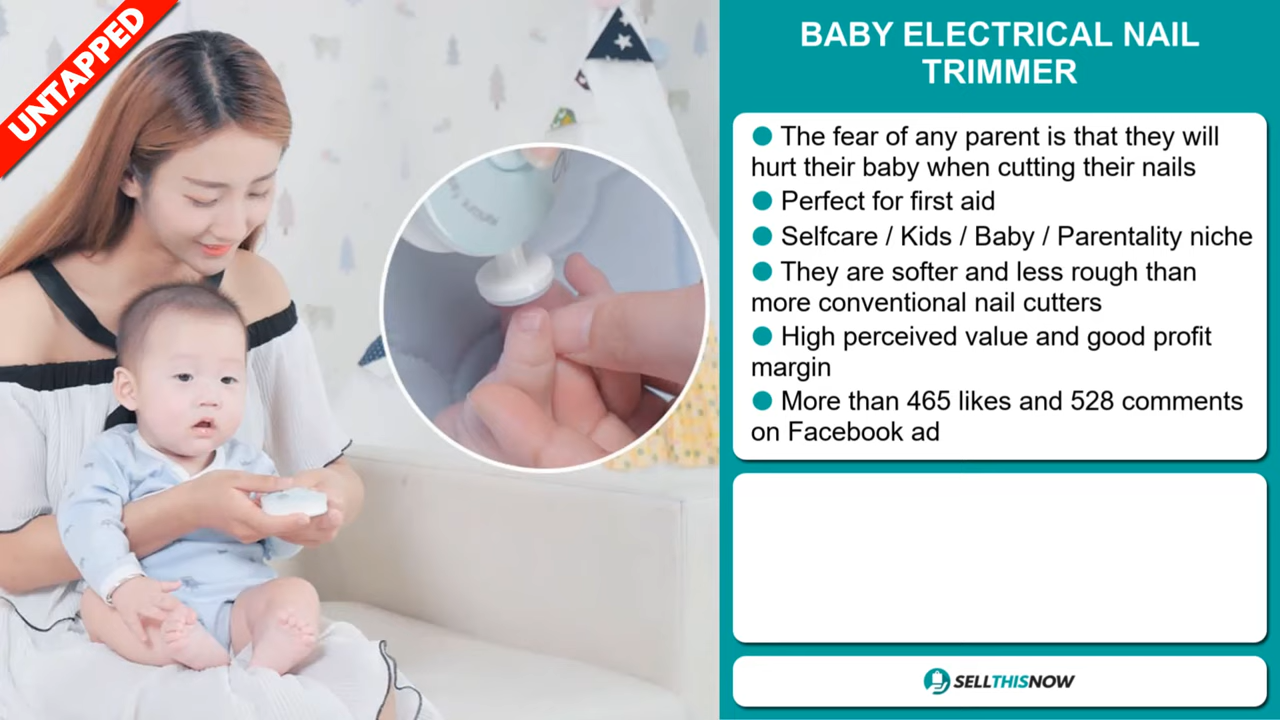 UNTAPPED
BABY ELECTRICAL NAIL
TRIMMER
● The fear of any parent is that they will
hurt their baby when cutting their nails
● Perfect for first aid
● Selfcare / Kids / Baby / Parentality niche
● They are softer and less rough than
more conventional nail cutters
● High perceived value and good profit
margin
● More than 465 likes and 528 comments
on Facebook ad
SELLTHISNOW